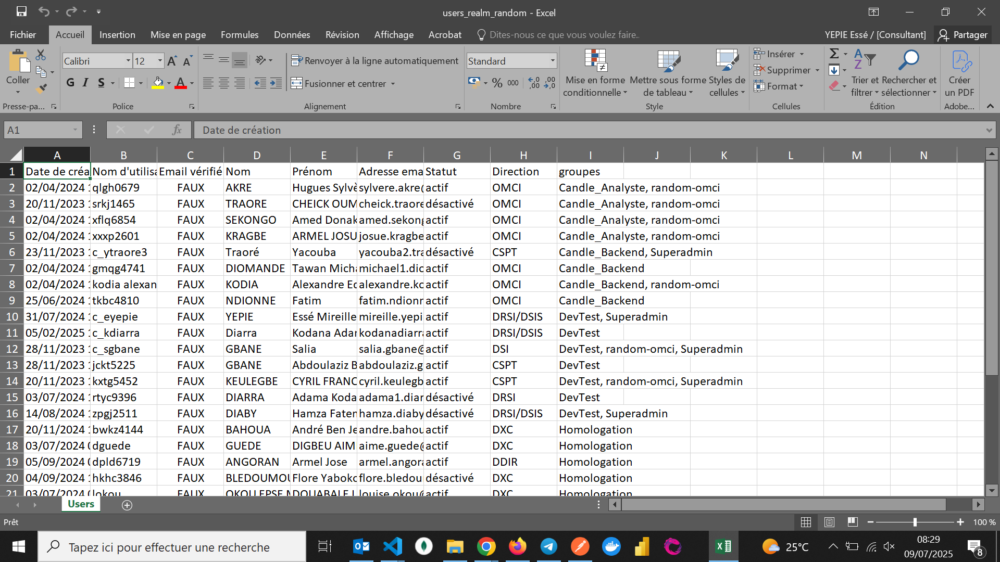 users_realm_random - Excel
Fichier Accueil Insertion Mise en page Formules Données Révision Affichage Acrobat Dites-nous ce que vous voulez faire.. YEPIE Essé / [Consultant] Partager
Coller
Presse-pa...
Calibri 12
G I S
Police
Renvoyer à la ligne automatiquement
Fusionner et centrer
Alignement
Standard
% 000
Nombre
Mise en forme conditionnelle
Mettre sous forme de tableau
Styles de cellules
Style
Insérer
Supprimer
Format
Cellules
Trier et filtrer
Rechercher et sélectionner
Édition
Créer un PDF
Adobe...
A1 fx Date de création
A B C D E F G H I J K L M N
1 Date de créa Nom d'utilisa Email vérifié Nom Prénom Adresse ema Statut Direction groupes
2 02/04/2024 1 qlgh0679 FAUX AKRE Hugues Sylvè sylvere.akre@ actif OMCI Candle_Analyste, random-omci
3 20/11/2023 1 srkj1465 FAUX TRAORE CHEICK OUM cheick.traore désactivé OMCI Candle_Analyste, random-omci
4 02/04/2024 1 xflq6854 FAUX SEKONGO Amed Donak amed.sekong actif OMCI Candle_Analyste, random-omci
5 02/04/2024 1 xxxp2601 FAUX KRAGBE ARMEL JOSU josue.kragbe actif OMCI Candle_Analyste, random-omci
6 23/11/2023 1 c_ytraore3 FAUX Traoré Yacouba yacouba2.tra désactivé CSPT Candle_Backend, Superadmin
7 02/04/2024 1 gmqg4741 FAUX DIOMANDE Tawan Micha michael1.dio actif OMCI Candle_Backend
8 02/04/2024 1 kodia alexan FAUX KODIA Alexandre Ed alexandre.ko actif OMCI Candle_Backend, random-omci
9 25/06/2024 1 tkbc4810 FAUX NDIONNE Fatim fatim.ndionn actif OMCI Candle_Backend
10 31/07/2024 1 c_eyepie FAUX YEPIE Essé Mireille mireille.yepi actif DRSI/DSIS DevTest, Superadmin
11 05/02/2025 1 c_kdiarra FAUX Diarra Kodana Adar kodanadiarra actif DRSI/DSIS DevTest
12 28/11/2023 1 c_sgbane FAUX GBANE Salia salia.gbane@ actif DSI DevTest, random-omci, Superadmin
13 28/11/2023 1 jckt5225 FAUX GBANE Abdoulaziz B abdoulaziz.g actif CSPT DevTest
14 20/11/2023 1 kxtg5452 FAUX KEULEGBE CYRIL FRANC cyril.keulegb actif CSPT DevTest, random-omci, Superadmin
15 03/07/2024 1 rtyc9396 FAUX DIARRA Adama Koda adama1.diar désactivé DRSI DevTest
16 14/08/2024 1 zpgj2511 FAUX DIABY Hamza Faten hamza.diaby désactivé DRSI/DSIS DevTest, Superadmin
17 20/11/2024 1 bwkz4144 FAUX BAHOUA André Ben Je andre.bahou actif DXC Homologation
18 03/07/2024 0 dguede FAUX GUEDE DIGBEU AIM aime.guede@ actif DXC Homologation
19 05/09/2024 0 dpld6719 FAUX ANGORAN Armel Jose armel.angora actif DDIR Homologation
20 04/09/2024 1 hkhc3846 FAUX BLEDOUMOU Flore Yaboko flore.bledou désactivé DXC Homologation
21 03/07/2024 0 lokou FAUX OKOU EPSE DOUABALE L louise.okou@ actif DXC Homologation
Users
Prêt 100 %
Tapez ici pour effectuer une recherche 25°C 08:29
09/07/2025
8